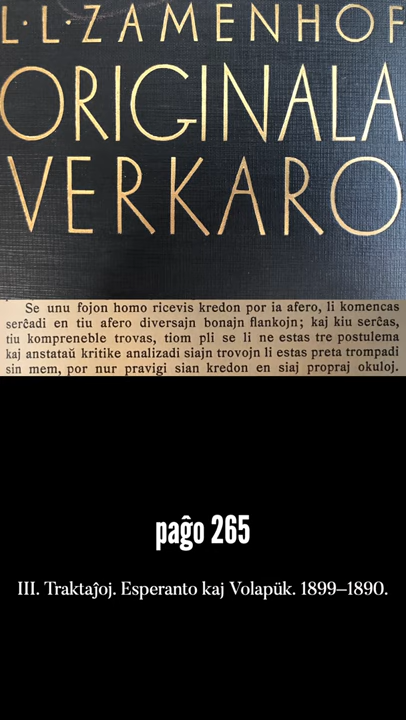 L·L·ZAMENHOF
ORIGINALA
VERKARO
Se unu fojon homo ricevis kredon por ia afero, li komencas
serĉadi en tiu afero diversajn bonajn flankojn; kaj kiu serĉas,
tiu kompreneble trovas, tiom pli se li ne estas tre postulema
kaj anstataŭ kritike analizadi siajn trovojn li estas preta trompadi
sin mem, por nur pravigi sian kredon en siaj propraj okuloj.
paĝo 265
III. Traktaĵoj. Esperanto kaj Volapük. 1899–1890.